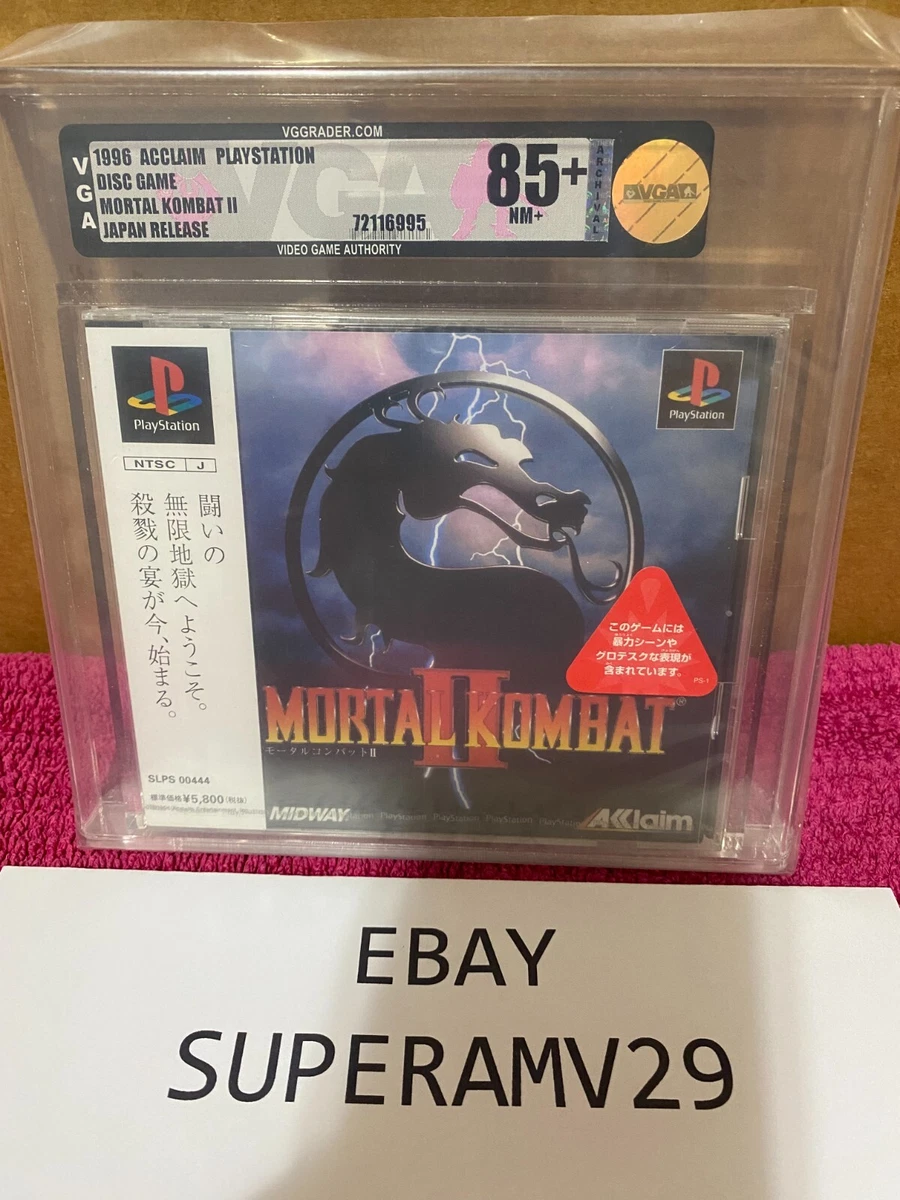 VGGRADER.COM
VGA
1996 ACCLAIM PLAYSTATION
DISC GAME
MORTAL KOMBAT II
JAPAN RELEASE
72116995
85+
NM+
ARCHIVAL
VGA
VIDEO GAME AUTHORITY
PlayStation
NTSC J
闘いの
無限地獄へようこそ。
殺戮の宴が今、始まる。
SLPS 00444
標準価格¥5,800(税抜)
PlayStation
このゲームには
暴力シーンや
グロテスクな表現が
含まれています。
PS-1
MORTAL KOMBAT II
モータルコンバットII
MIDWAY
PlayStation PlayStation PlayStation
AKKlaim
EBAY
SUPERAMV29